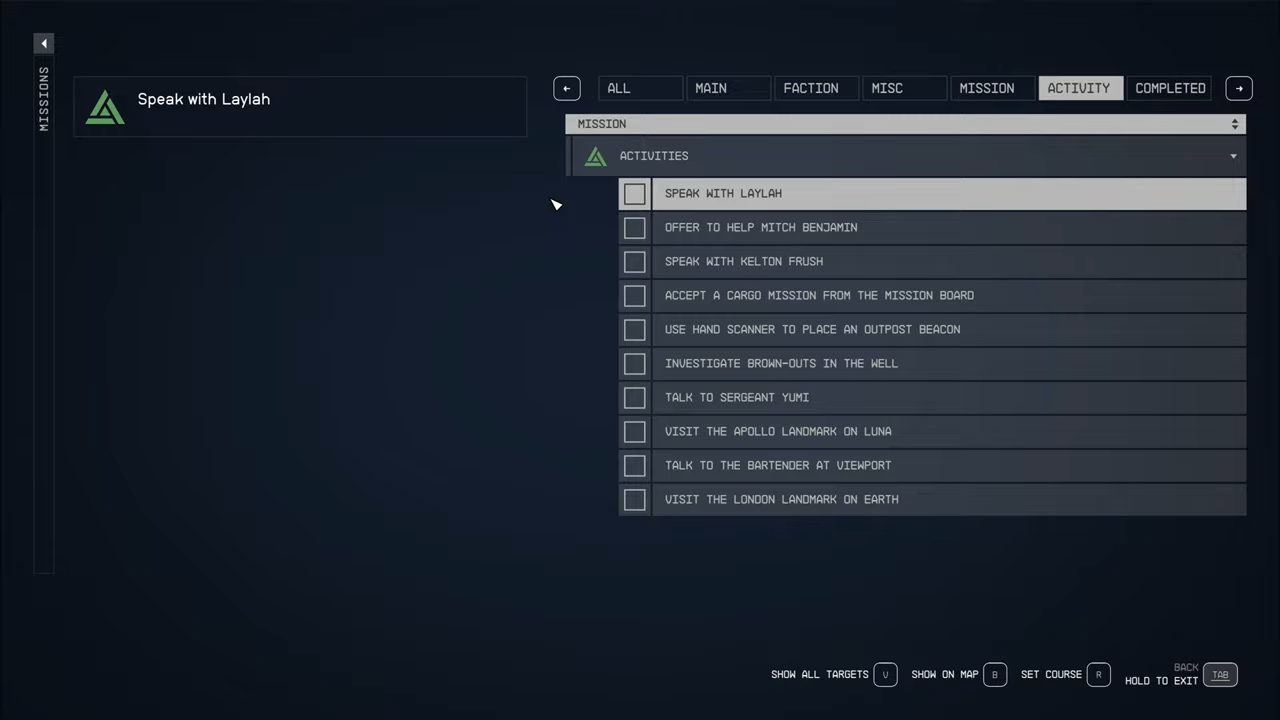 MISSIONS
Speak with Laylah
ALL MAIN FACTION MISC MISSION ACTIVITY COMPLETED
MISSION
ACTIVITIES
SPEAK WITH LAYLAH
OFFER TO HELP MITCH BENJAMIN
SPEAK WITH KELTON FRUSH
ACCEPT A CARGO MISSION FROM THE MISSION BOARD
USE HAND SCANNER TO PLACE AN OUTPOST BEACON
INVESTIGATE BROWN-OUTS IN THE WELL
TALK TO SERGEANT YUMI
VISIT THE APOLLO LANDMARK ON LUNA
TALK TO THE BARTENDER AT VIEWPORT
VISIT THE LONDON LANDMARK ON EARTH
SHOW ALL TARGETS V SHOW ON MAP B SET COURSE R
BACK
HOLD TO EXIT TAB